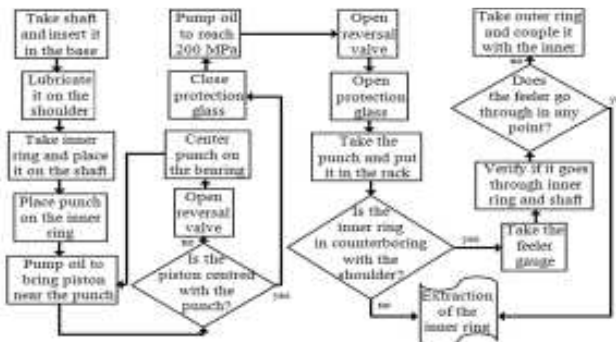 Take shaft
and insert it
in the base
Lubricate
it on the
shoulder
Take inner
ring and place
it on the shaft
Place punch
on the inner
ring
Pump oil to
bring piston
near the punch
Pump oil
to reach
200 MPa
Close
protection
glass
Center
punch on
the bearing
Open
reversal
valve
no
Is the
piston centred
with the
punch?
yes
Open
reversal
valve
Open
protection
glass
Take the
punch and put
it in the rack
Is the
inner ring
in counterboring
with the
shoulder?
yes
no
Take the
feeler
gauge
Verify if it goes
through inner
ring and shaft
Does
the feeler go
through in any
point?
no
Take outer ring
and couple it
with the inner
Extraction
of the
inner ring